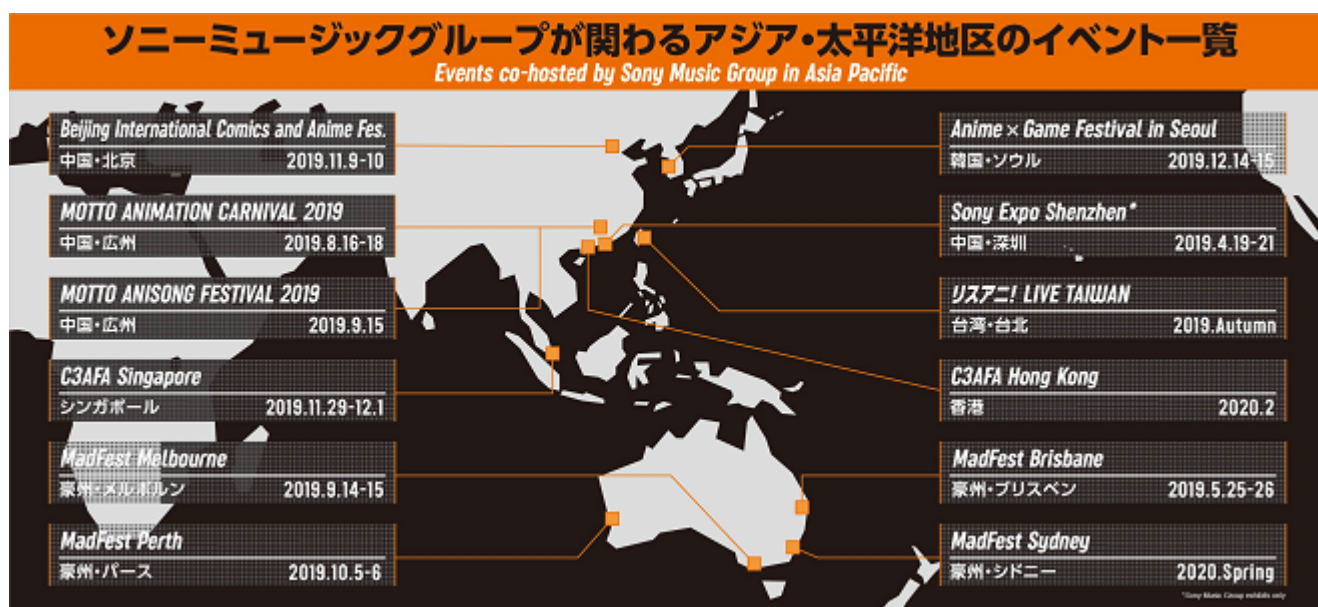 ソニーミュージックグループが関わるアジア・太平洋地区のイベント一覧
Events co-hosted by Sony Music Group in Asia Pacific
Beijing International Comics and Anime Fes.
中国・北京 2019.11.9-10
MOTTO ANIMATION CARNIVAL 2019
中国・広州 2019.8.16-18
MOTTO ANISONG FESTIVAL 2019
中国・広州 2019.9.15
C3AFA Singapore
シンガポール 2019.11.29-12.1
MadFest Melbourne
豪州・メルボルン 2019.9.14-15
MadFest Perth
豪州・パース 2019.10.5-6
Anime×Game Festival in Seoul
韓国・ソウル 2019.12.14-15
Sony Expo Shenzhen*
中国・深圳 2019.4.19-21
リスアニ! LIVE TAIWAN
台湾・台北 2019.Autumn
C3AFA Hong Kong
香港 2020.2
MadFest Brisbane
豪州・ブリスベン 2019.5.25-26
MadFest Sydney
豪州・シドニー 2020.Spring
*Sony Music Group exhibits only